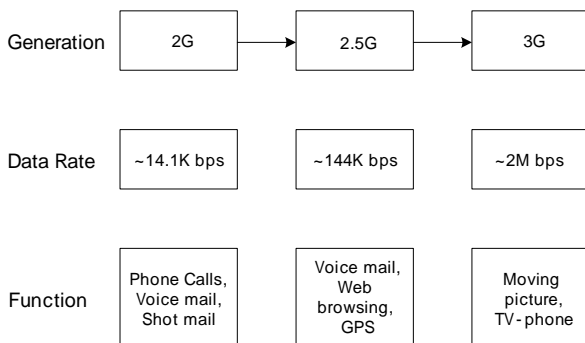 Generation 2G 2.5G 3G
Data Rate ~14.1K bps ~144K bps ~2M bps
Function
Phone Calls,
Voice mail,
Shot mail
Voice mail,
Web
browsing,
GPS
Moving
picture,
TV-phone